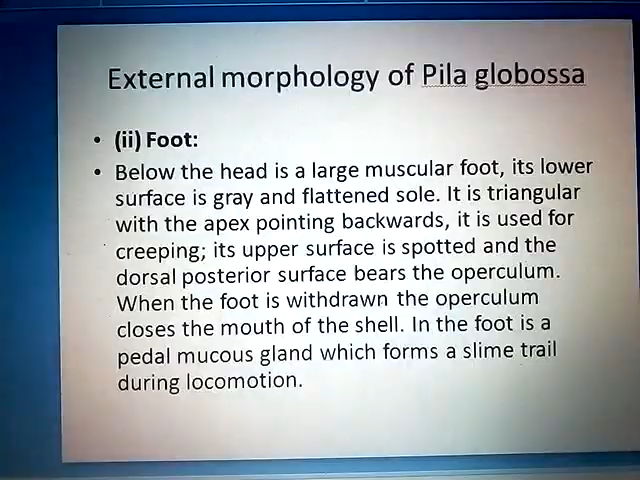 External morphology of Pila globossa
• (ii) Foot:
• Below the head is a large muscular foot, its lower
surface is gray and flattened sole. It is triangular
with the apex pointing backwards, it is used for
creeping; its upper surface is spotted and the
dorsal posterior surface bears the operculum.
When the foot is withdrawn the operculum
closes the mouth of the shell. In the foot is a
pedal mucous gland which forms a slime trail
during locomotion.